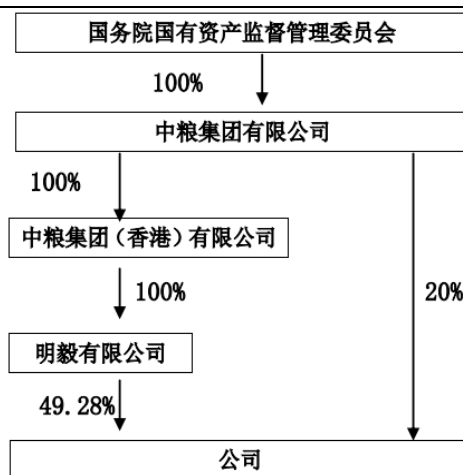 国务院国有资产监督管理委员会
100%
中粮集团有限公司
100%
中粮集团（香港）有限公司
100%
20%
明毅有限公司
49.28%
公司